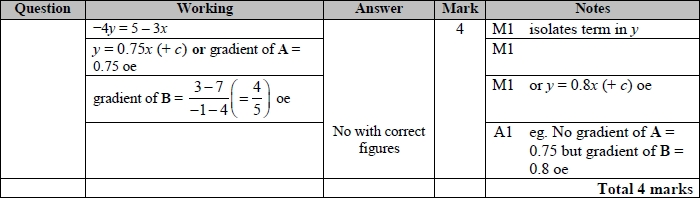 Question Working Answer Mark Notes
−4y = 5 – 3x 4 M1 isolates term in y
y = 0.75x (+ c) or gradient of A = M1
0.75 oe
gradient of B = (3 − 7)/(−1 − 4) (= 4/5) oe M1 or y = 0.8x (+ c) oe
No with correct A1 eg. No gradient of A =
figures 0.75 but gradient of B =
0.8 oe
Total 4 marks